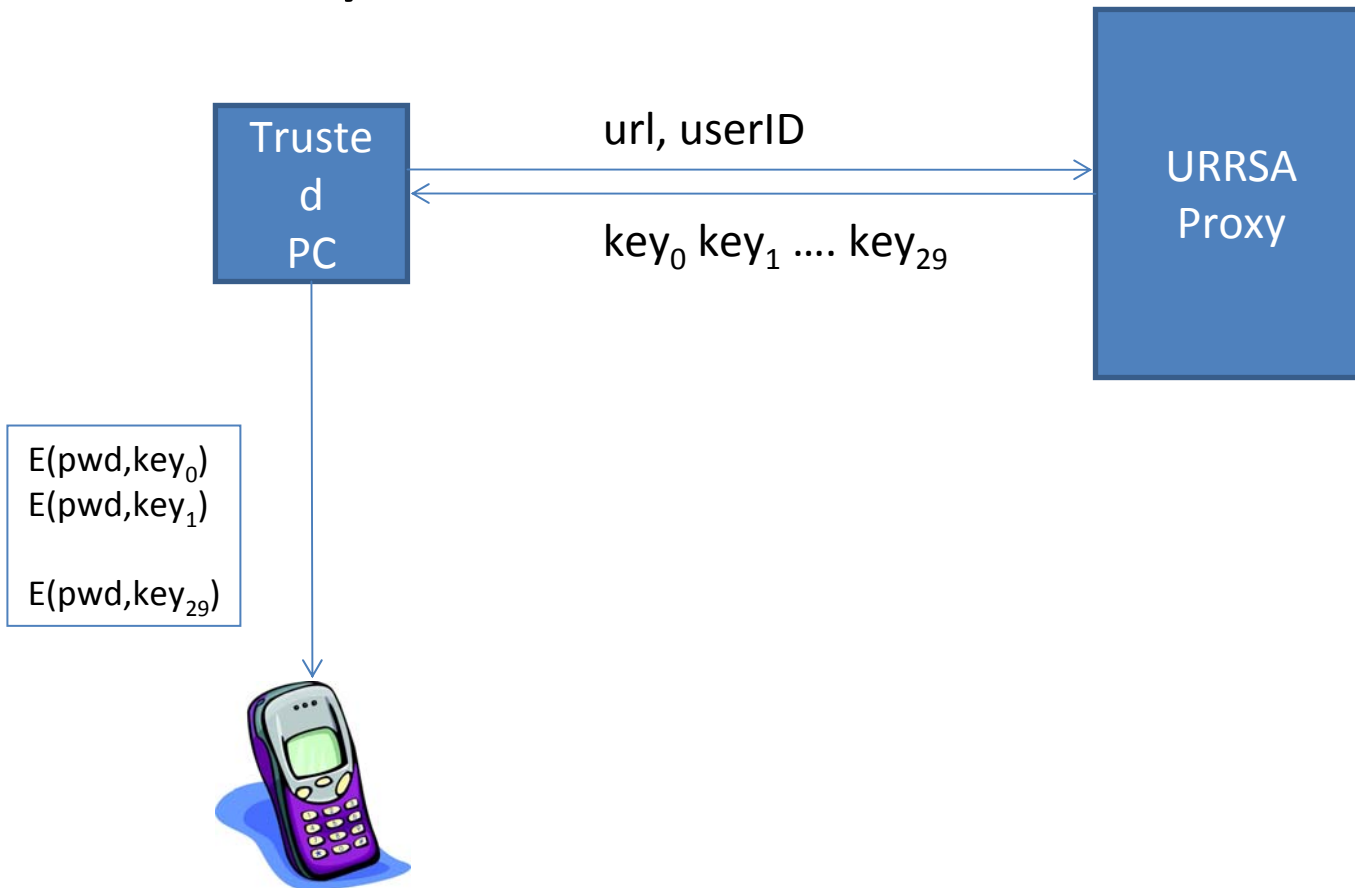 Truste
d
PC
url, userID
key₀ key₁ .... key₂₉
URRSA
Proxy
E(pwd,key₀)
E(pwd,key₁)
E(pwd,key₂₉)